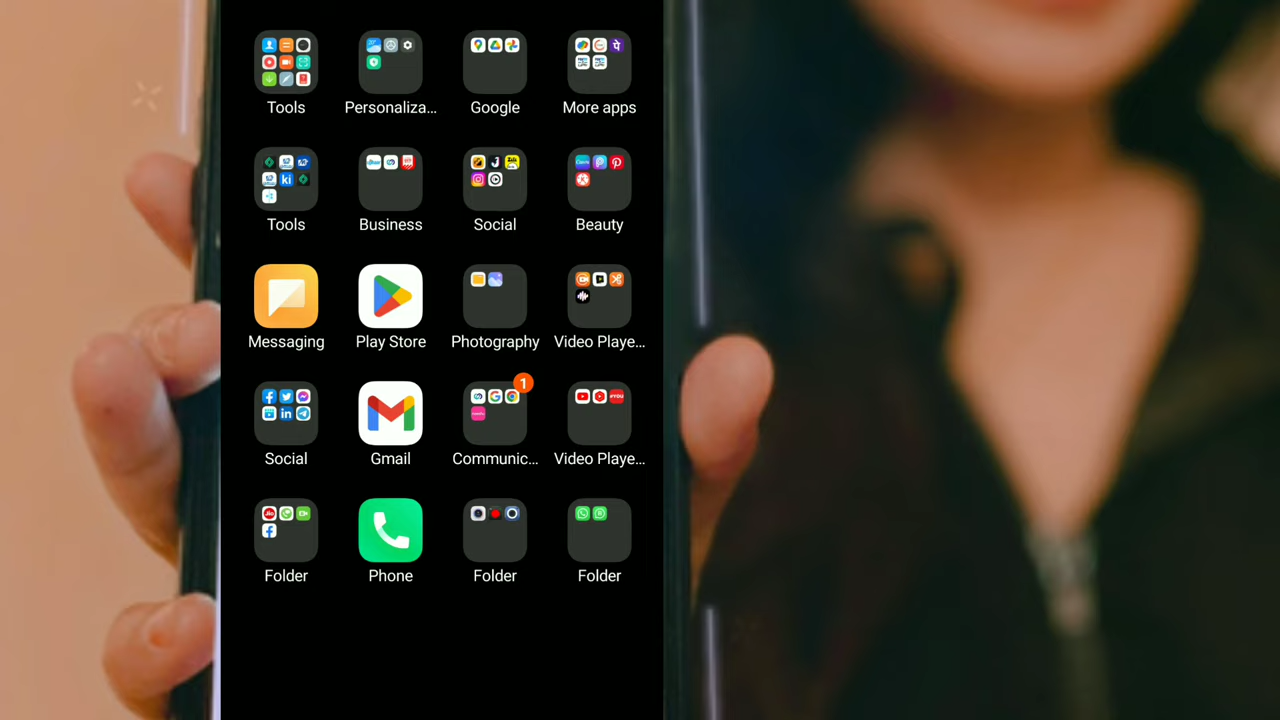 Tools
Personaliza...
Google
More apps
Tools
Business
Social
Beauty
Messaging
Play Store
Photography
Video Playe...
1
Social
Gmail
Communic...
Video Playe...
Folder
Phone
Folder
Folder